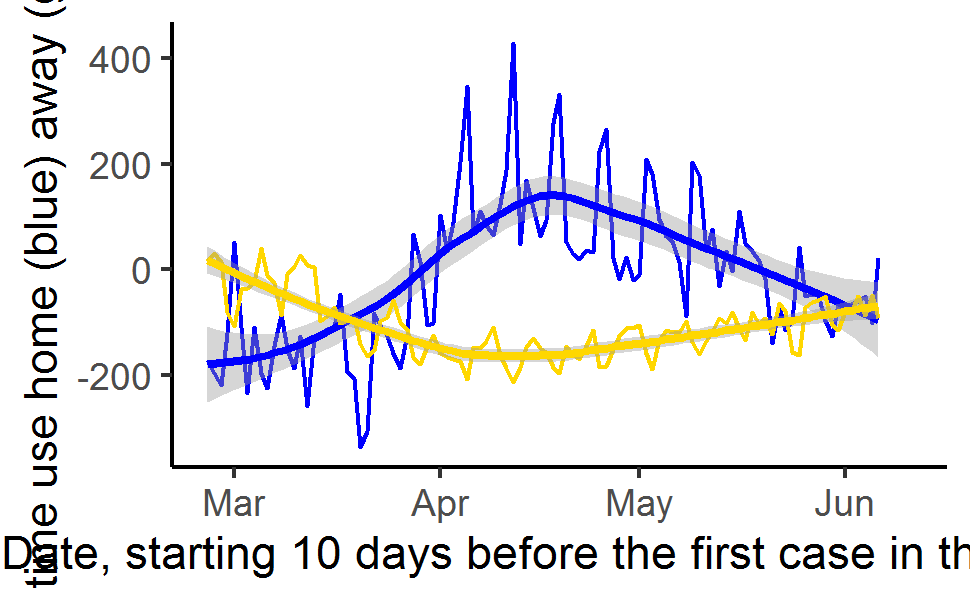 time use home (blue) away (g
400
200
0
-200
Mar Apr May Jun
Date, starting 10 days before the first case in th